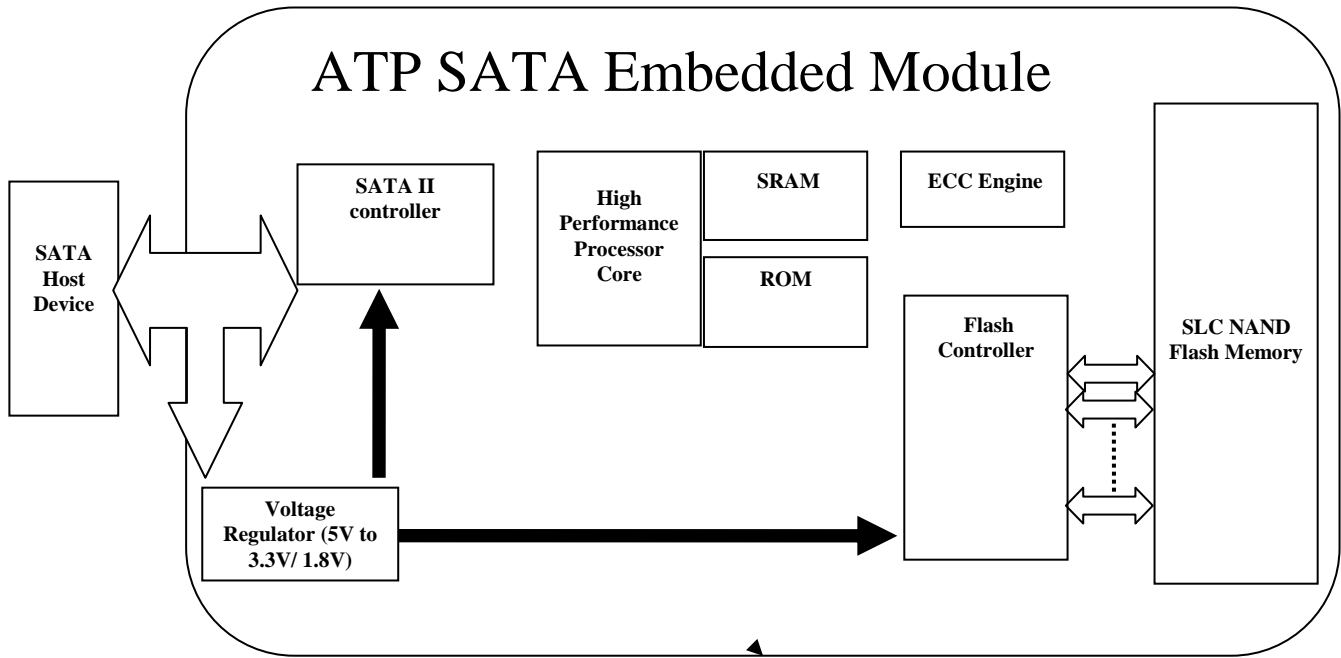 ATP SATA Embedded Module
SATA
Host
Device
SATA II
controller
High
Performance
Processor
Core
SRAM
ROM
ECC Engine
Flash
Controller
SLC NAND
Flash Memory
Voltage
Regulator (5V to
3.3V/ 1.8V)